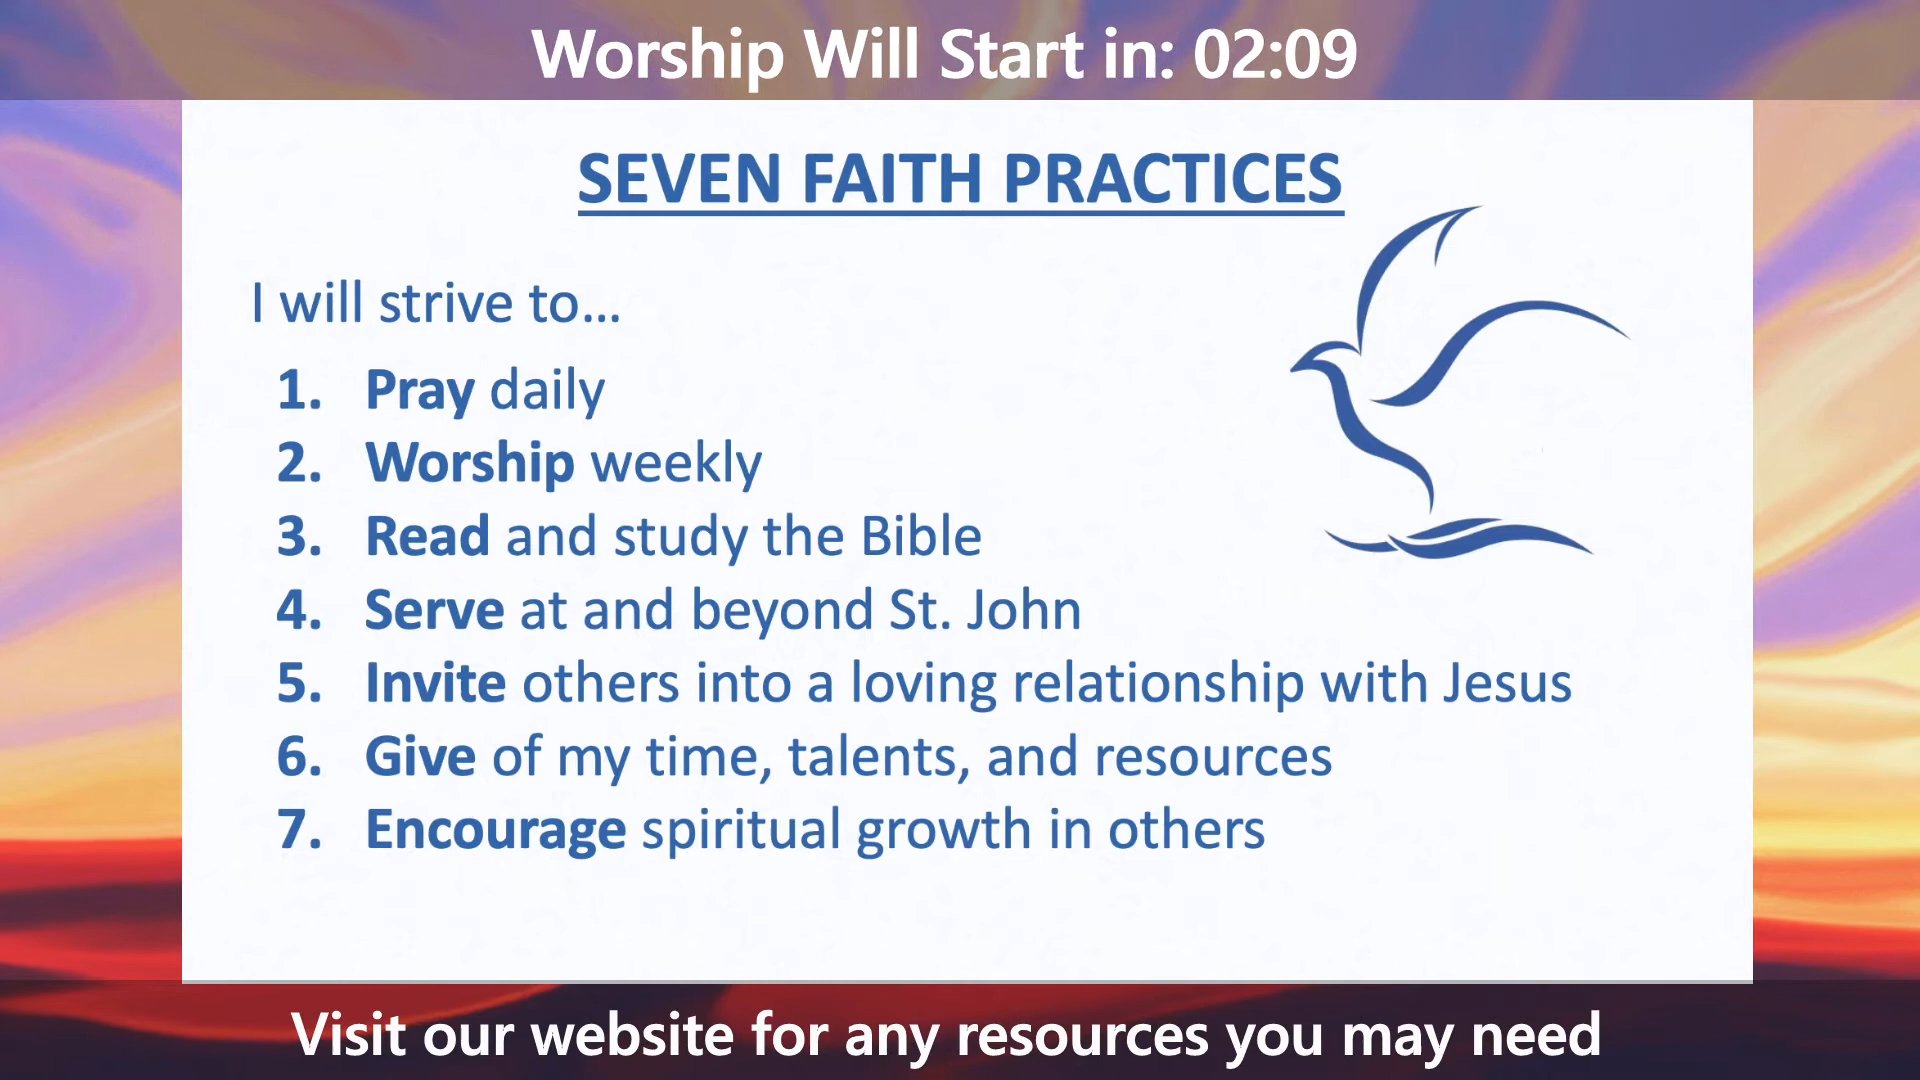 Worship Will Start in: 02:09
SEVEN FAITH PRACTICES
I will strive to...
1. Pray daily
2. Worship weekly
3. Read and study the Bible
4. Serve at and beyond St. John
5. Invite others into a loving relationship with Jesus
6. Give of my time, talents, and resources
7. Encourage spiritual growth in others
Visit our website for any resources you may need